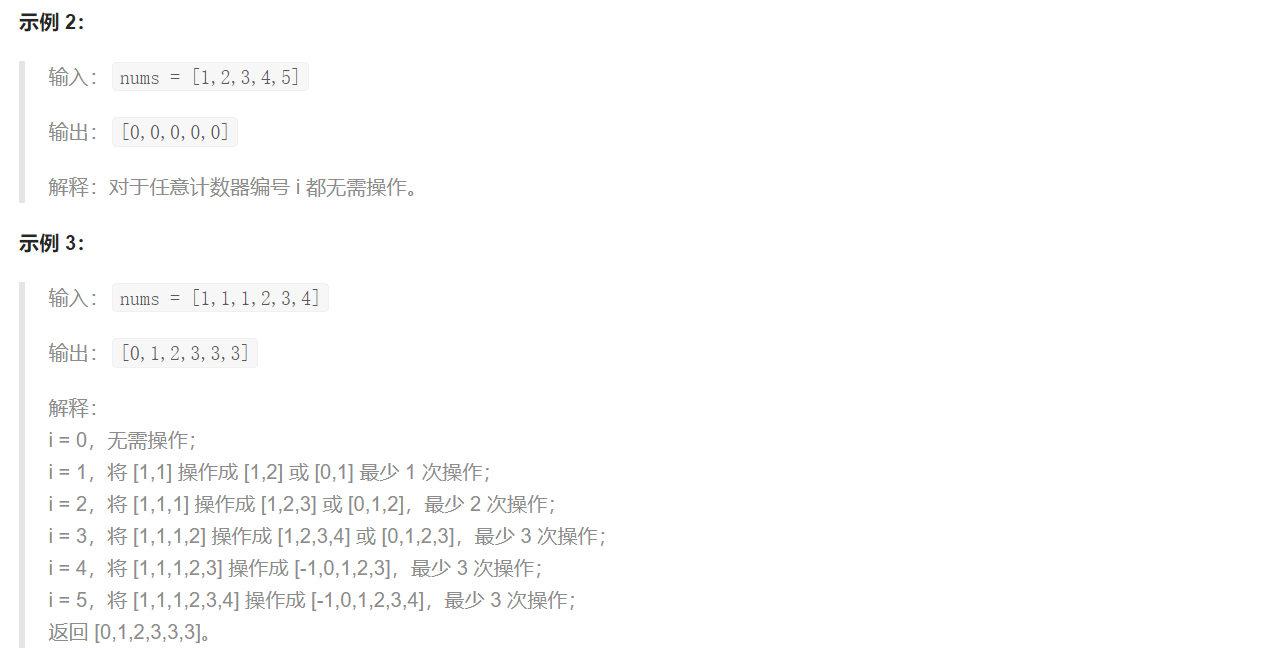 示例 2：
输入： nums = [1,2,3,4,5]
输出： [0,0,0,0,0]
解释：对于任意计数器编号 i 都无需操作。
示例 3：
输入： nums = [1,1,1,2,3,4]
输出： [0,1,2,3,3,3]
解释：
i = 0，无需操作；
i = 1，将 [1,1] 操作成 [1,2] 或 [0,1] 最少 1 次操作；
i = 2，将 [1,1,1] 操作成 [1,2,3] 或 [0,1,2]，最少 2 次操作；
i = 3，将 [1,1,1,2] 操作成 [1,2,3,4] 或 [0,1,2,3]，最少 3 次操作；
i = 4，将 [1,1,1,2,3] 操作成 [-1,0,1,2,3]，最少 3 次操作；
i = 5，将 [1,1,1,2,3,4] 操作成 [-1,0,1,2,3,4]，最少 3 次操作；
返回 [0,1,2,3,3,3]。